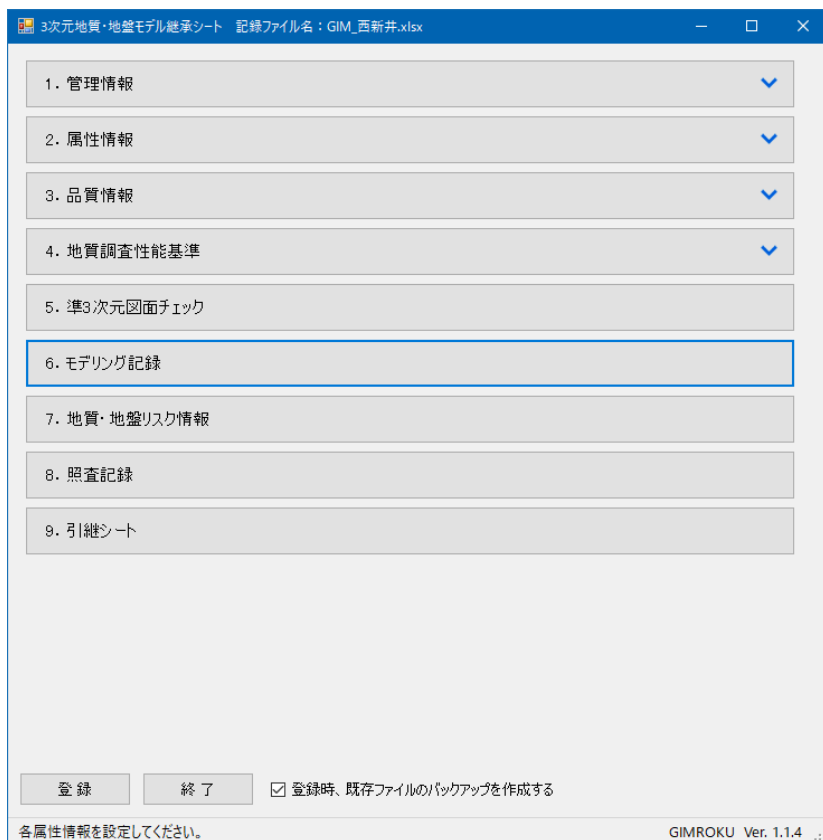 3次元地質・地盤モデル継承シート 記録ファイル名：GIM_西新井.xlsx
1. 管理情報
2. 属性情報
3. 品質情報
4. 地質調査性能基準
5. 準3次元図面チェック
6. モデリング記録
7. 地質・地盤リスク情報
8. 照査記録
9. 引継シート
登録 終了 登録時、既存ファイルのバックアップを作成する
各属性情報を設定してください。 GIMROKU Ver. 1.1.4